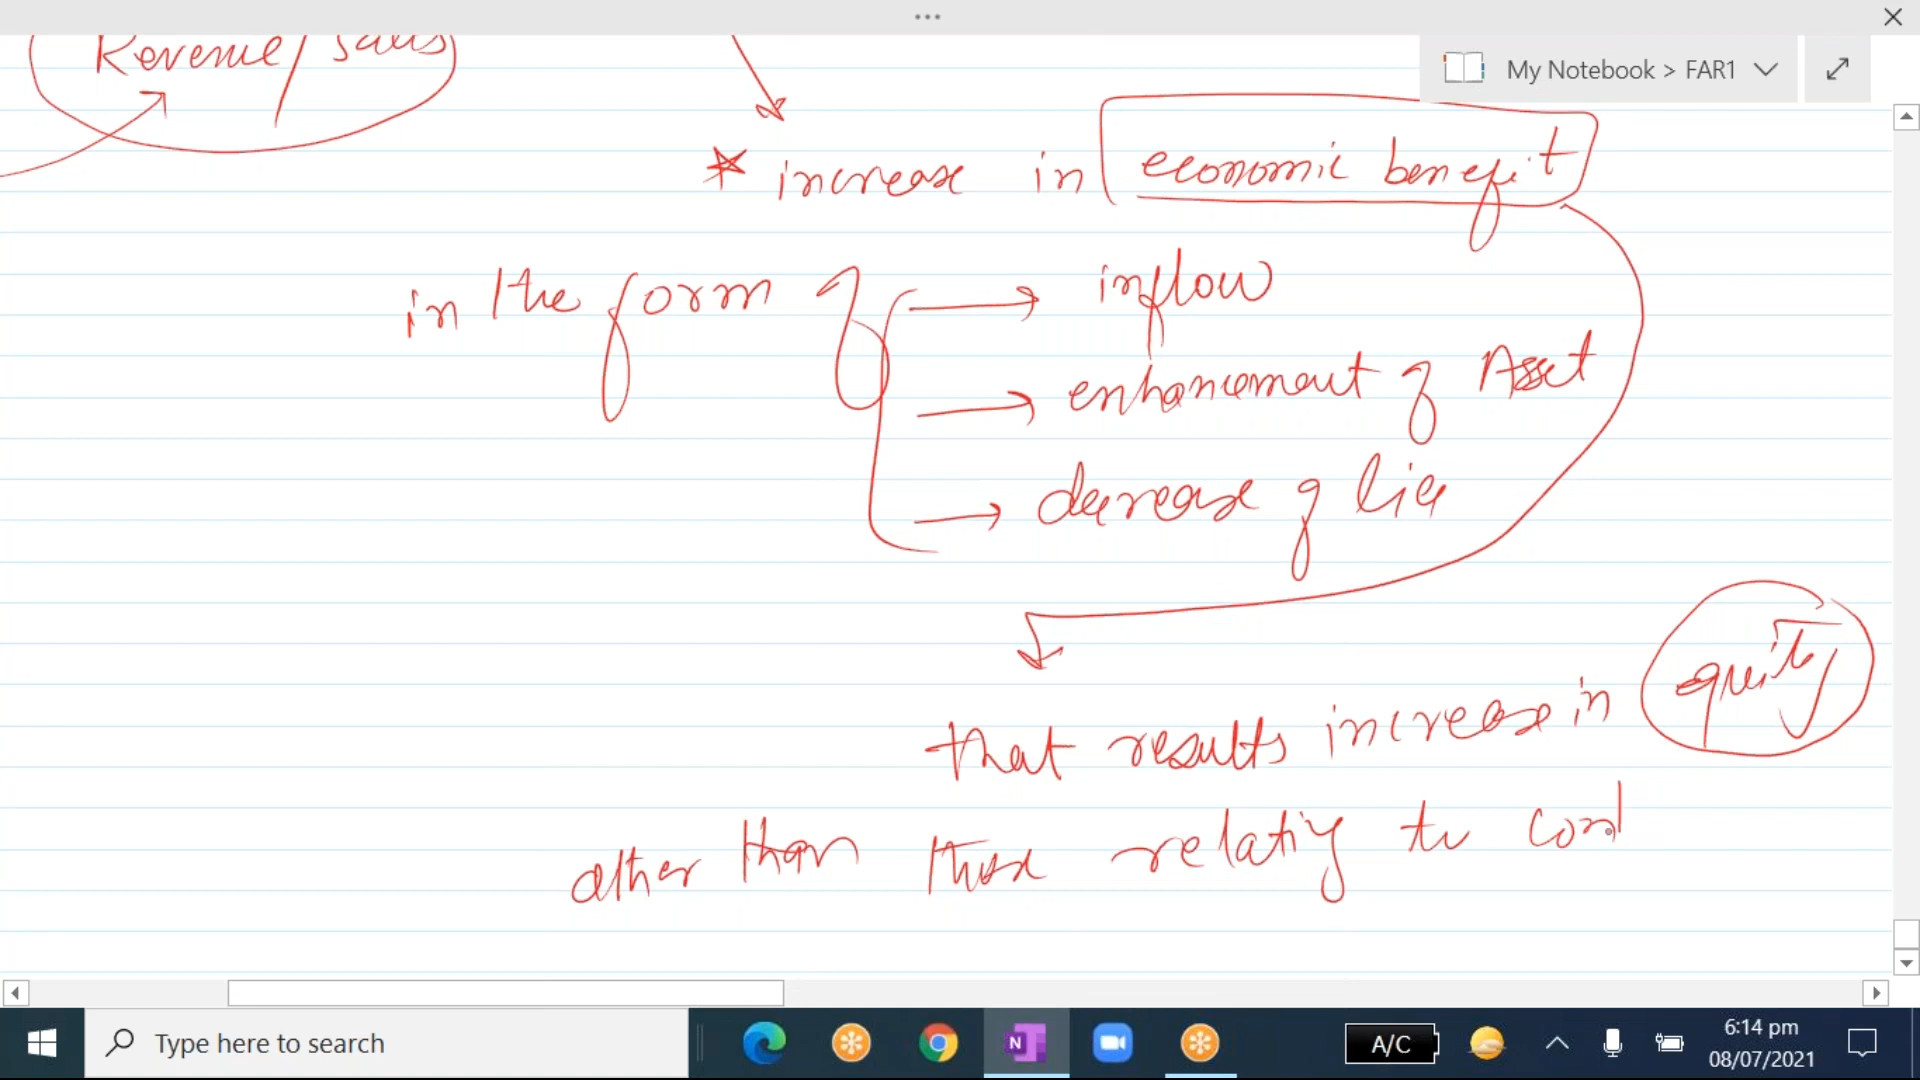 Revenue/ Sales
My Notebook > FAR1
* increase in economic benefit
in the form of
→ inflow
→ enhancement of Asset
→ decrease of lia
that results increase in equity
other than those relating to
Type here to search
A/C
6:14 pm
08/07/2021